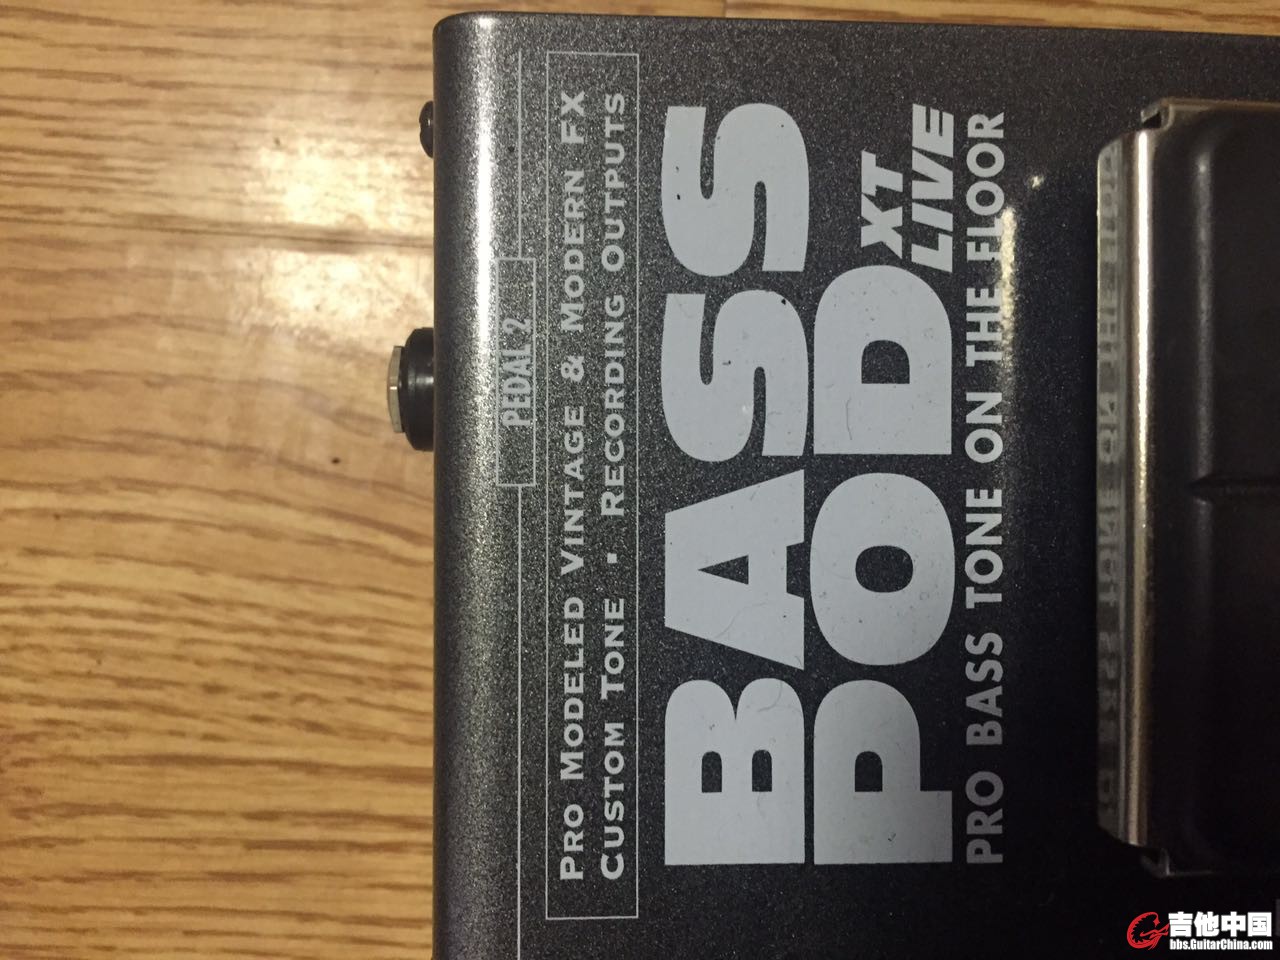 PEDAL 2
PRO MODELED VINTAGE & MODERN FX
CUSTOM TONE · RECORDING OUTPUTS
BASS
POD XT LIVE
PRO BASS TONE ON THE FLOOR
吉他中国
bbs.GuitarChina.com